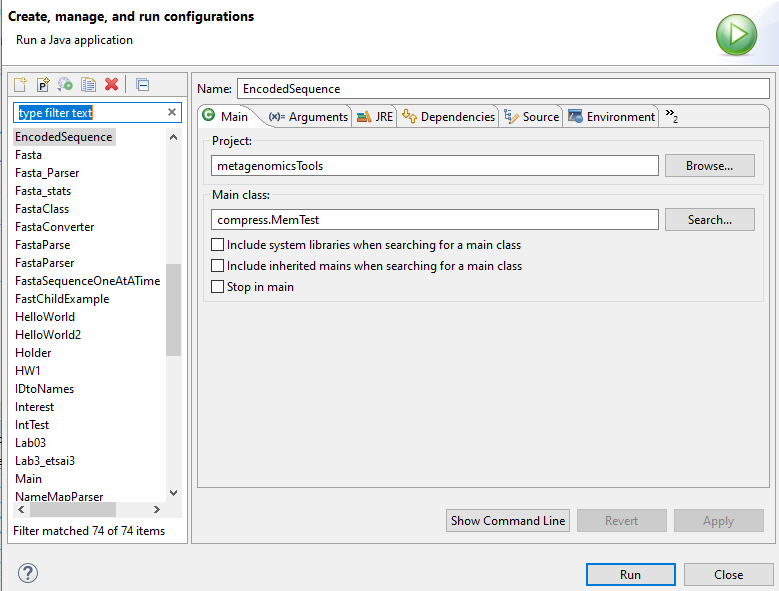 Create, manage, and run configurations
Run a Java application
type filter text
EncodedSequence
Fasta
Fasta_Parser
Fasta_stats
FastaClass
FastaConverter
FastaParse
FastaParser
FastaSequenceOneAtATime
FastChildExample
HelloWorld
HelloWorld2
Holder
HW1
IDtoNames
Interest
IntTest
Lab03
Lab3_etsai3
Main
NameMapParser
Filter matched 74 of 74 items
Name: EncodedSequence
Main (x)= Arguments JRE Dependencies Source Environment »2
Project:
metagenomicsTools Browse...
Main class:
compress.MemTest Search...
Include system libraries when searching for a main class
Include inherited mains when searching for a main class
Stop in main
Show Command Line Revert Apply
? Run Close